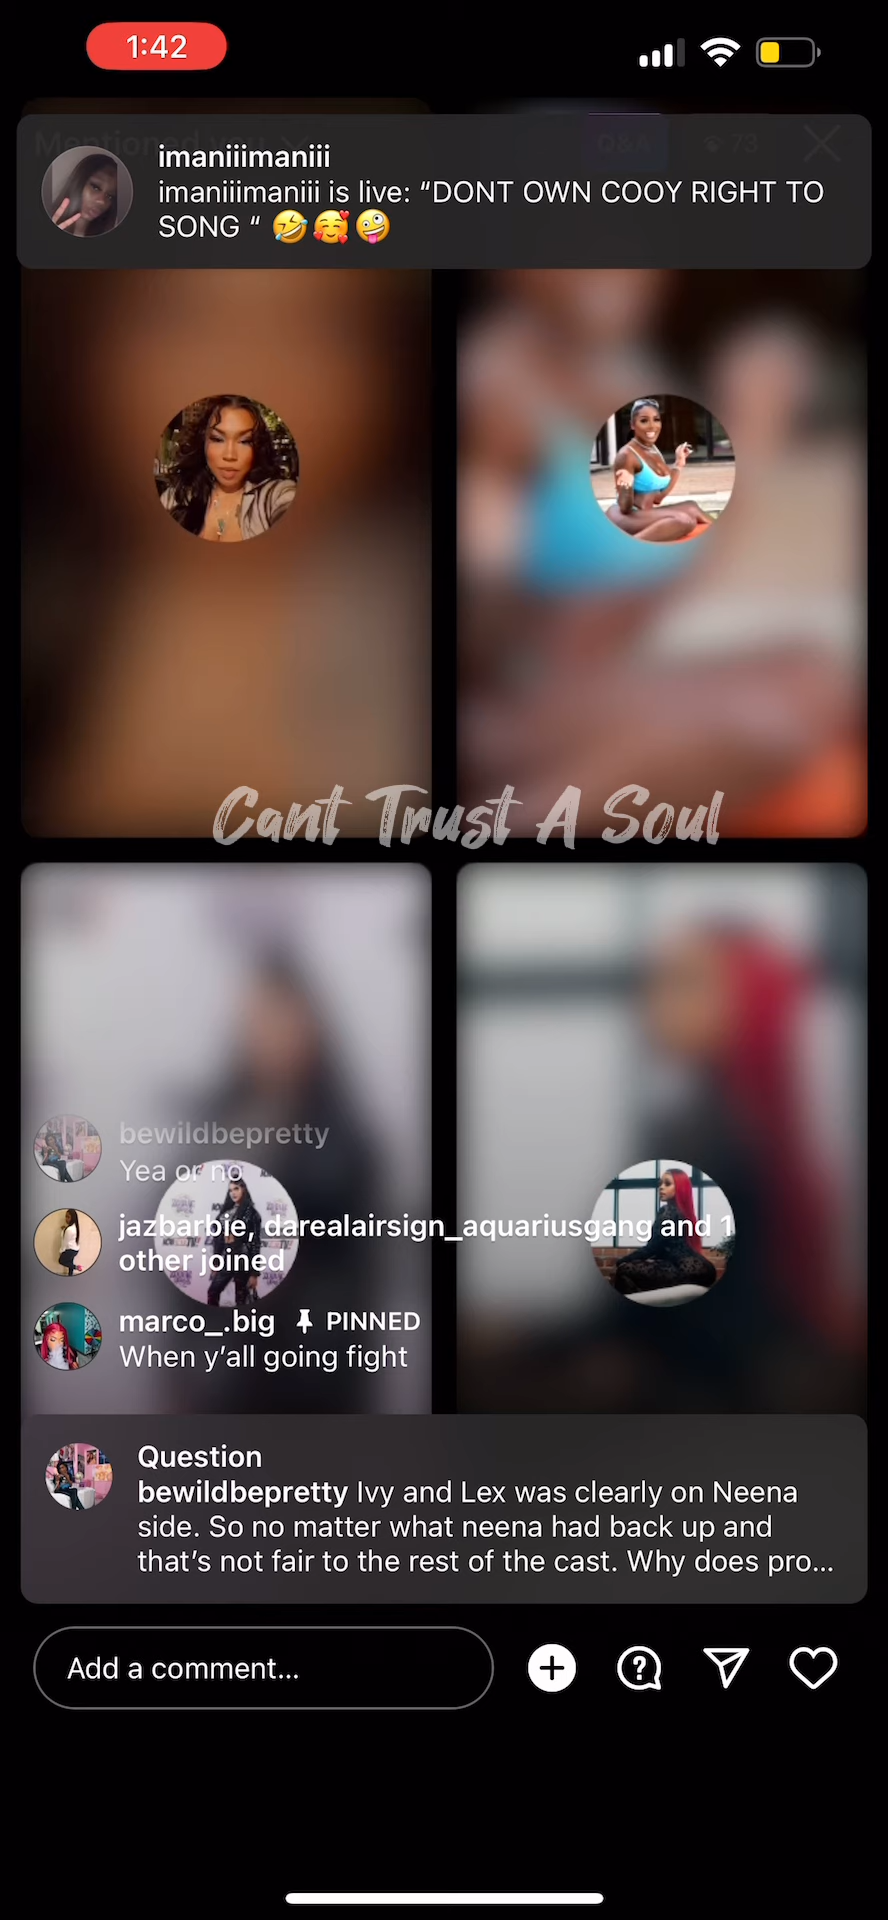 1:42
Mentioned you
Q&A
73
imaniiimaniii
imaniiimaniii is live: “DONT OWN COOY RIGHT TO
SONG “ 🤣🥰🤪
Cant Trust A Soul
bewildbepretty
Yea or no
jazbarbie, darealairsign_aquariusgang and 1
other joined
marco_.big PINNED
When y’all going fight
Question
bewildbepretty Ivy and Lex was clearly on Neena
side. So no matter what neena had back up and
that’s not fair to the rest of the cast. Why does pro...
Add a comment...